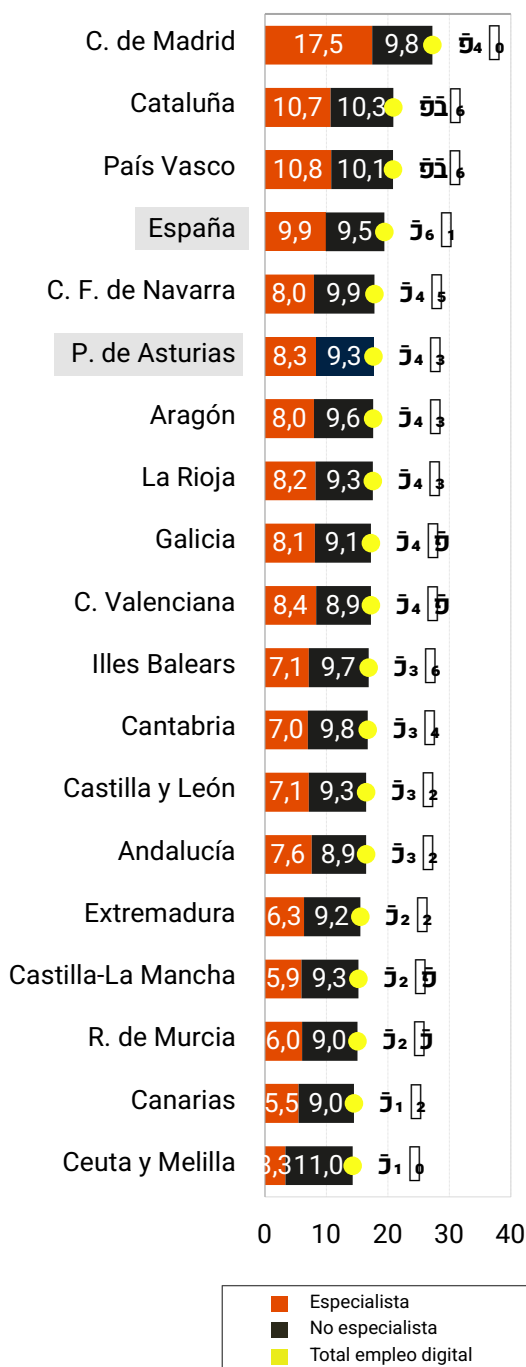 C. de Madrid 17,5 9,8
Cataluña 10,7 10,3
País Vasco 10,8 10,1
España 9,9 9,5
C. F. de Navarra 8,0 9,9
P. de Asturias 8,3 9,3
Aragón 8,0 9,6
La Rioja 8,2 9,3
Galicia 8,1 9,1
C. Valenciana 8,4 8,9
Illes Balears 7,1 9,7
Cantabria 7,0 9,8
Castilla y León 7,1 9,3
Andalucía 7,6 8,9
Extremadura 6,3 9,2
Castilla-La Mancha 5,9 9,3
R. de Murcia 6,0 9,0
Canarias 5,5 9,0
Ceuta y Melilla 3,3 11,0
0 10 20 30 40
Especialista
No especialista
Total empleo digital